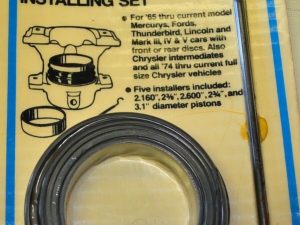 INSTALLING SET
• For '65 thru current model
Mercurys, Fords,
Thunderbird, Lincoln and
Mark III, IV & V cars with
front or rear discs. Also
Chrysler intermediates
and all '74 thru current full
size Chrysler vehicles
• Five installers included:
2.160", 2⅜", 2.600", 2¾", and
3.1" diameter pistons